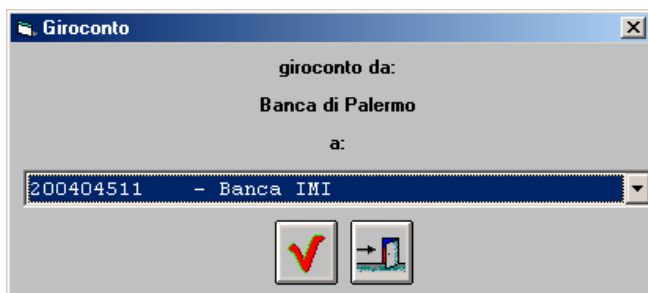 Giroconto
giroconto da:
Banca di Palermo
a:
200404511 - Banca IMI